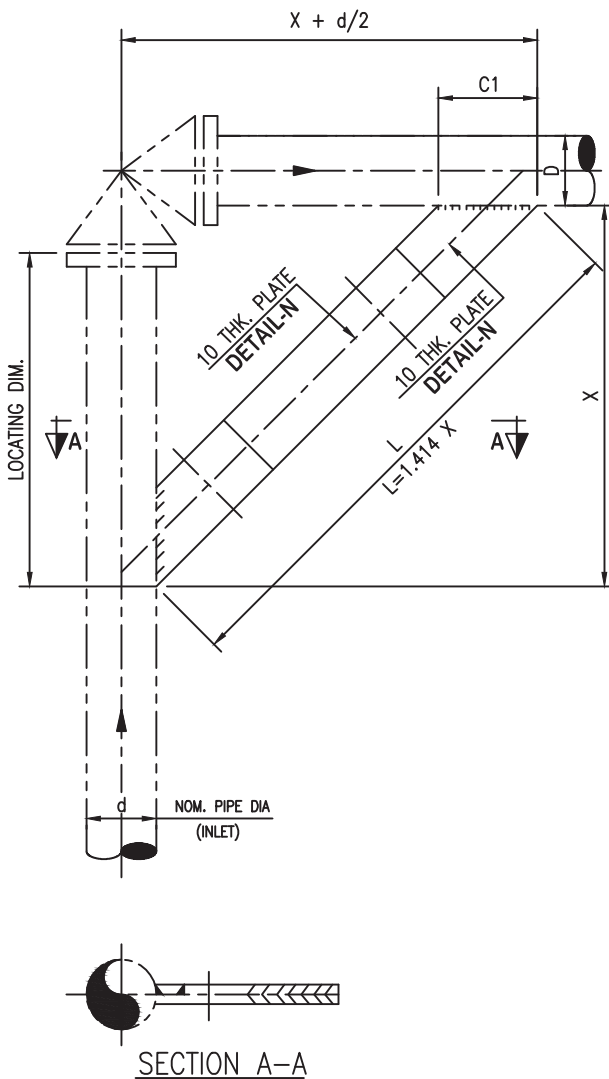 X + d/2
C1
D
10 THK. PLATE
DETAIL-N
10 THK. PLATE
DETAIL-N
LOCATING DIM.
X
A
A
L
L=1.414 X
d
NOM. PIPE DIA
(INLET)
SECTION A-A